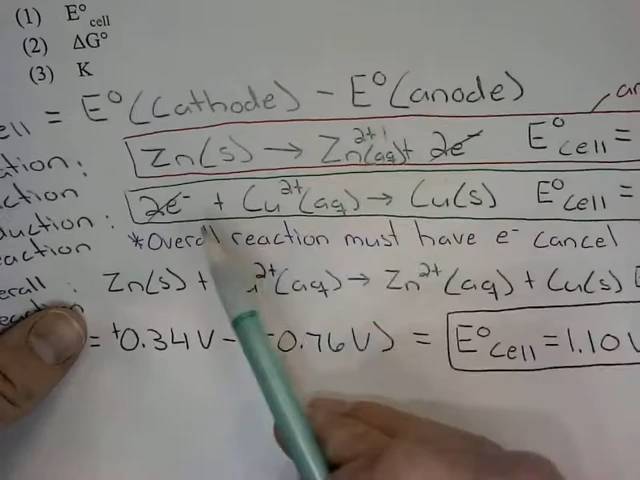 (1) E°cell
(2) ΔG°
(3) K
ell = E°(cathode) - E°(anode)
ation: Zn(s) → Zn²⁺(aq) + 2e⁻ E°cell =
ction
2e⁻ + Cu²⁺(aq) → Cu(s) E°cell =
uction:
eaction *Overall reaction must have e⁻ cancel
erall: Zn(s) + ²⁺(aq) → Zn²⁺(aq) + Cu(s)
= +0.34V - -0.76V) = E°cell = 1.10V